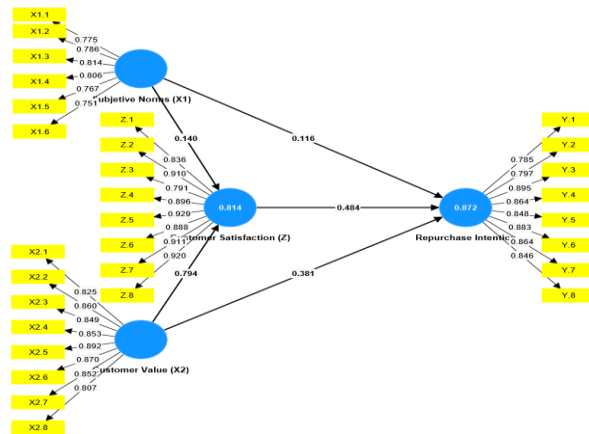 X1.1
X1.2
X1.3
X1.4
X1.5
X1.6
0.775
0.786
0.814
0.806
0.767
0.751
ubjetive Norms (X1)
Z.1
Z.2
Z.3
Z.4
Z.5
Z.6
Z.7
Z.8
0.836
0.910
0.791
0.896
0.929
0.888
0.911
0.920
0.140
0.116
0.814
tomer Satisfaction (Z)
0.484
0.794
0.381
0.872
Repurchase Intentic
Y.1
Y.2
Y.3
Y.4
Y.5
Y.6
Y.7
Y.8
0.785
0.797
0.895
0.864
0.848
0.883
0.864
0.846
X2.1
X2.2
X2.3
X2.4
X2.5
X2.6
X2.7
X2.8
0.825
0.860
0.849
0.853
0.892
0.870
0.852
0.807
ustomer Value (X2)